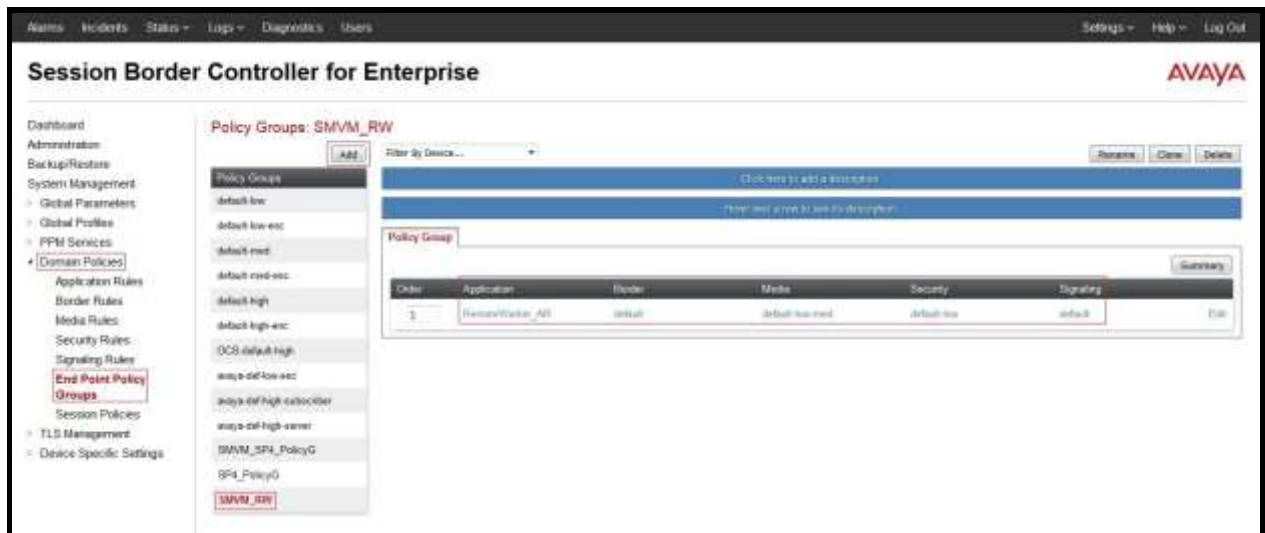 Alarms Incidents Status Logs Diagnostics Users Settings Help Log Out
Session Border Controller for Enterprise
AVAYA
Dashboard
Administration
Backup/Restore
System Management
Global Parameters
Global Profiles
PPM Services
Domain Policies
Application Rules
Border Rules
Media Rules
Security Rules
Signaling Rules
End Point Policy
Groups
Session Policies
TLS Management
Device Specific Settings
Policy Groups: SMVM_RW
Add
Filter By Device...
Rename Clone Delete
Policy Groups
default-low
default-low-enc
default-med
default-med-enc
default-high
default-high-enc
OCS-default-high
avaya-def-low-enc
avaya-def-high-subscriber
avaya-def-high-server
SMVM_SP4_PolicyG
SP4_PolicyG
SMVM_RW
Click here to add a description.
Hover over a row to see its description.
Policy Group
Summary
Order Application Border Media Security Signaling
1 RemoteWorker_AR default default-low-med default-low default Edit